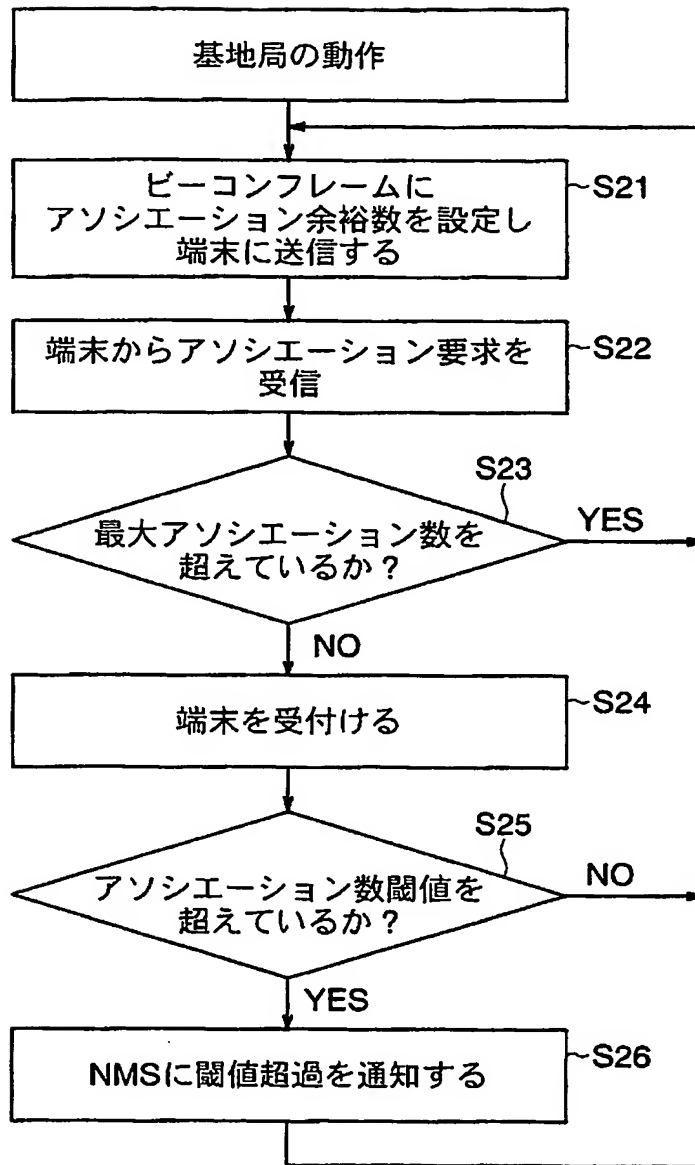 基地局の動作
ビーコンフレームに
アソシエーション余裕数を設定し
端末に送信する
~S21
端末からアソシエーション要求を
受信
~S22
S23
最大アソシエーション数を
超えているか？
YES
NO
端末を受付ける
~S24
S25
アソシエーション数閾値を
超えているか？
NO
YES
NMSに閾値超過を通知する
~S26